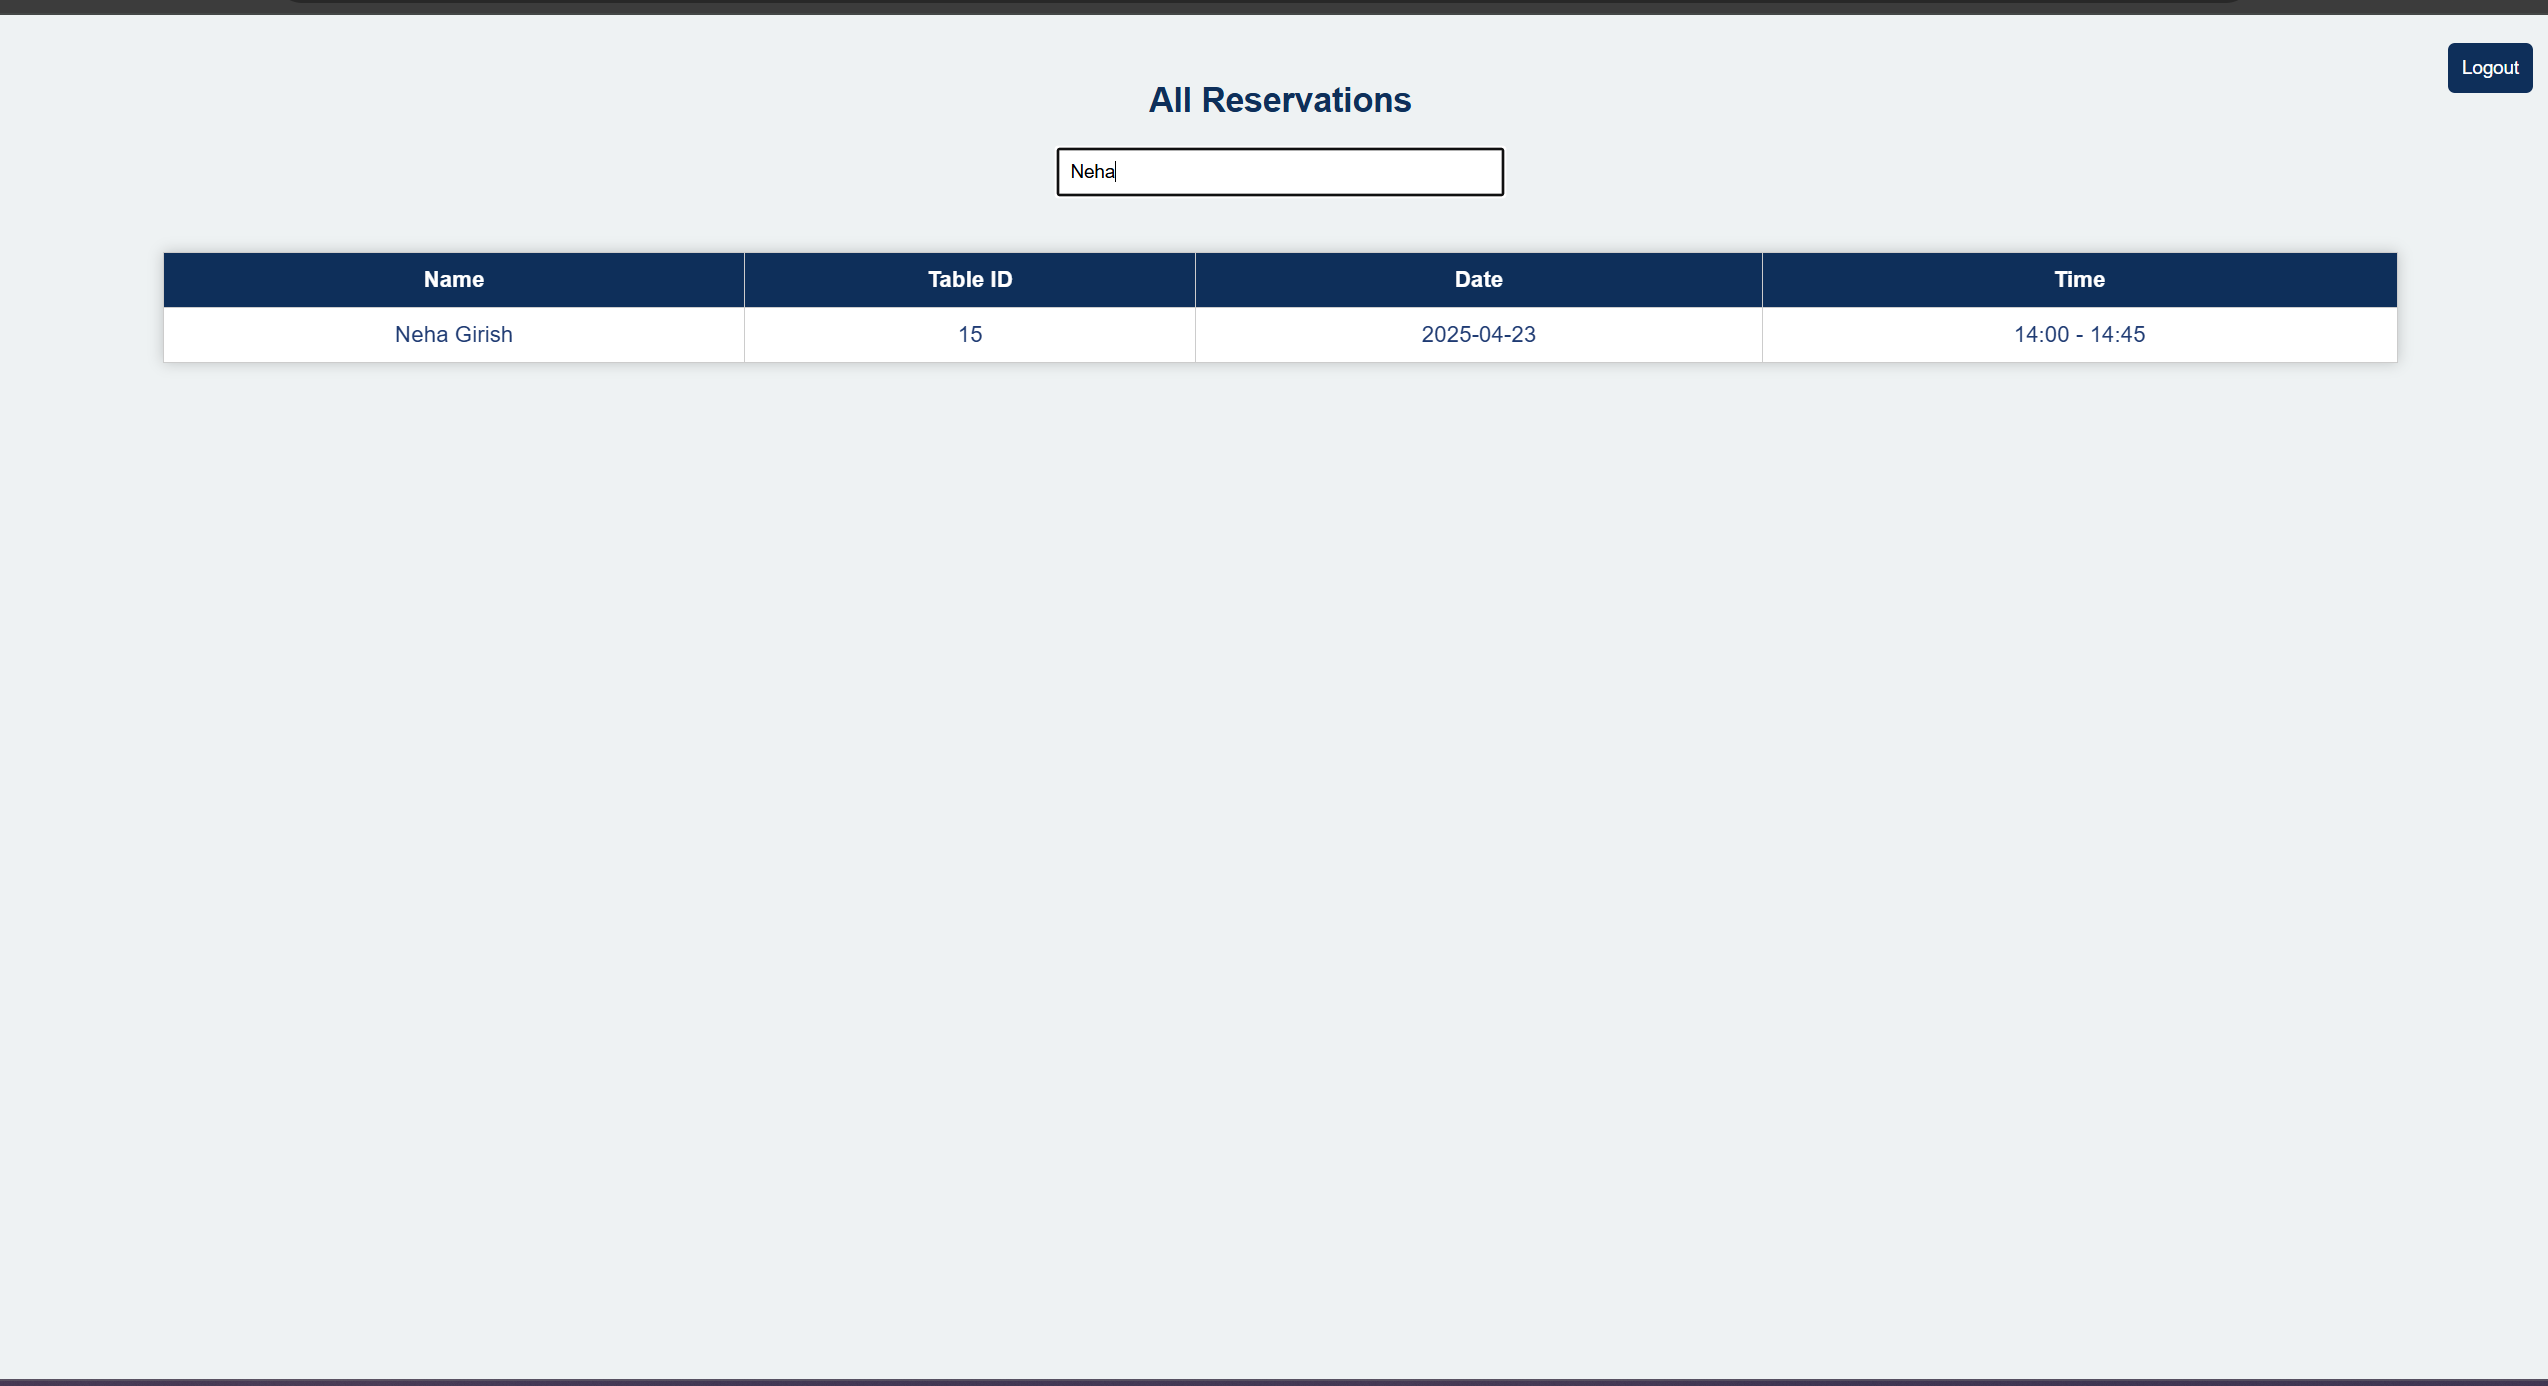 Logout
All Reservations
Neha
Name Table ID Date Time
Neha Girish 15 2025-04-23 14:00 - 14:45